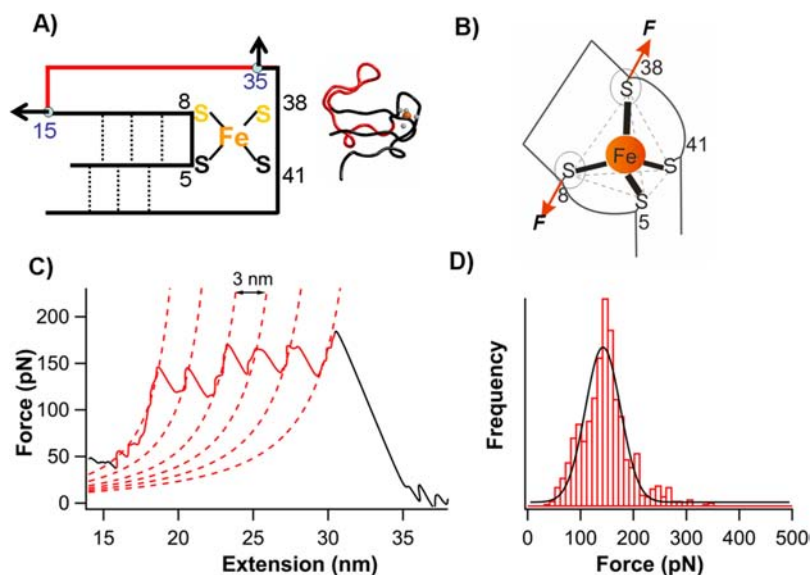 A)
35
15
8
S
S
38
Fe
5
S
S
41
B)
F
38
S
41
Fe
S
S
8
S
5
F
C)
3 nm
Force (pN)
200
150
100
50
0
15
20
25
30
35
Extension (nm)
D)
Frequency
0
100
200
300
400
500
Force (pN)